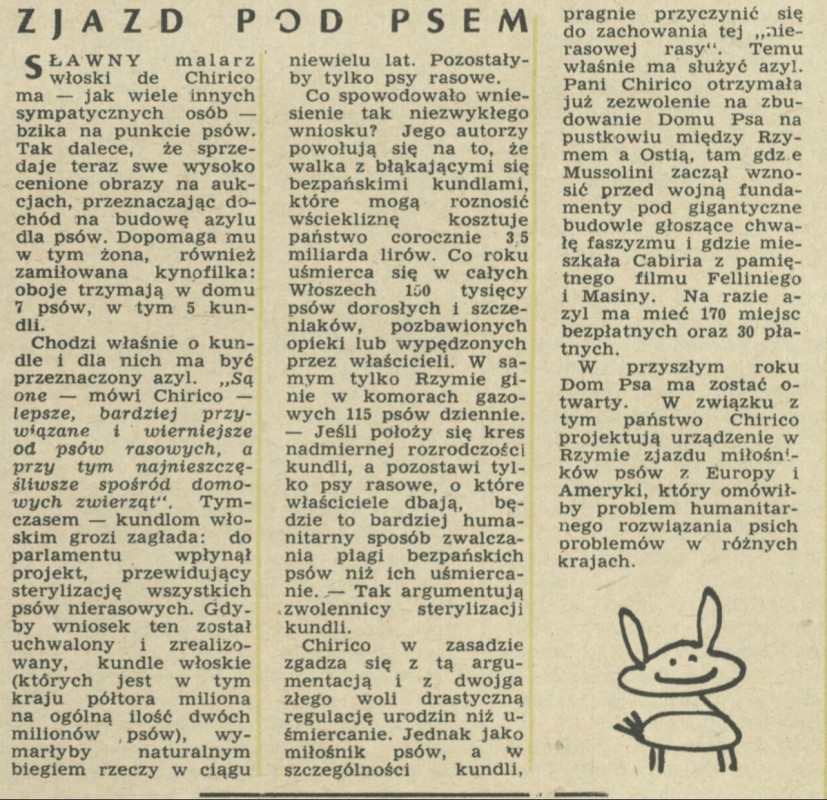 ZJAZD POD PSEM
SŁAWNY malarz
włoski de Chirico
ma — jak wiele innych
sympatycznych osób —
bzika na punkcie psów.
Tak dalece, że sprze-
daje teraz swe wysoko
cenione obrazy na auk-
cjach, przeznaczając do-
chód na budowę azylu
dla psów. Dopomaga mu
w tym żona, również
zamiłowana kynofilka:
oboje trzymają w domu
7 psów, w tym 5 kun-
dli.
Chodzi właśnie o kun-
dle i dla nich ma być
przeznaczony azyl. „Są
one — mówi Chirico —
lepsze, bardziej przy-
wiązane i wierniejsze
od psów rasowych, a
przy tym najnieszczę-
śliwsze spośród domo-
wych zwierząt". Tym-
czasem — kundlom wło-
skim grozi zagłada: do
parlamentu wpłynął
projekt, przewidujący
sterylizację wszystkich
psów nierasowych. Gdy-
by wniosek ten został
uchwalony i zrealizo-
wany, kundle włoskie
(których jest w tym
kraju półtora miliona
na ogólną ilość dwóch
milionów psów), wy-
marłyby naturalnym
biegiem rzeczy w ciągu
niewielu lat. Pozostały-
by tylko psy rasowe.
Co spowodowało wnie-
sienie tak niezwykłego
wniosku? Jego autorzy
powołują się na to, że
walka z błąkającymi się
bezpańskimi kundlami,
które mogą roznosić
wściekliznę kosztuje
państwo corocznie 3,5
miliarda lirów. Co roku
uśmierca się w całych
Włoszech 150 tysięcy
psów dorosłych i szcze-
niaków, pozbawionych
opieki lub wypędzonych
przez właścicieli. W sa-
mym tylko Rzymie gi-
nie w komorach gazo-
wych 115 psów dziennie.
— Jeśli położy się kres
nadmiernej rozrodczości
kundli, a pozostawi tyl-
ko psy rasowe, o które
właściciele dbają, bę-
dzie to bardziej huma-
nitarny sposób zwalcza-
nia plagi bezpańskich
psów niż ich uśmierca-
nie. — Tak argumentują
zwolennicy sterylizacji
kundli.
Chirico w zasadzie
zgadza się z tą argu-
mentacją i z dwojga
złego woli drastyczną
regulację urodzin niż u-
śmiercanie. Jednak jako
miłośnik psów, a w
szczególności kundli,
pragnie przyczynić się
do zachowania tej „nie-
rasowej rasy". Temu
właśnie ma służyć azyl.
Pani Chirico otrzymała
już zezwolenie na zbu-
dowanie Domu Psa na
pustkowiu między Rzy-
mem a Ostią, tam gdzie
Mussolini zaczął wzno-
sić przed wojną funda-
menty pod gigantyczne
budowle głoszące chwa-
łę faszyzmu i gdzie mie-
szkała Cabiria z pamię-
tnego filmu Felliniego
i Masiny. Na razie a-
zyl ma mieć 170 miejsc
bezpłatnych oraz 30 pła-
tnych.
W przyszłym roku
Dom Psa ma zostać o-
twarty. W związku z
tym państwo Chirico
projektują urządzenie w
Rzymie zjazdu miłośni-
ków psów z Europy i
Ameryki, który omówił-
by problem humanitar-
nego rozwiązania psich
problemów w różnych
krajach.